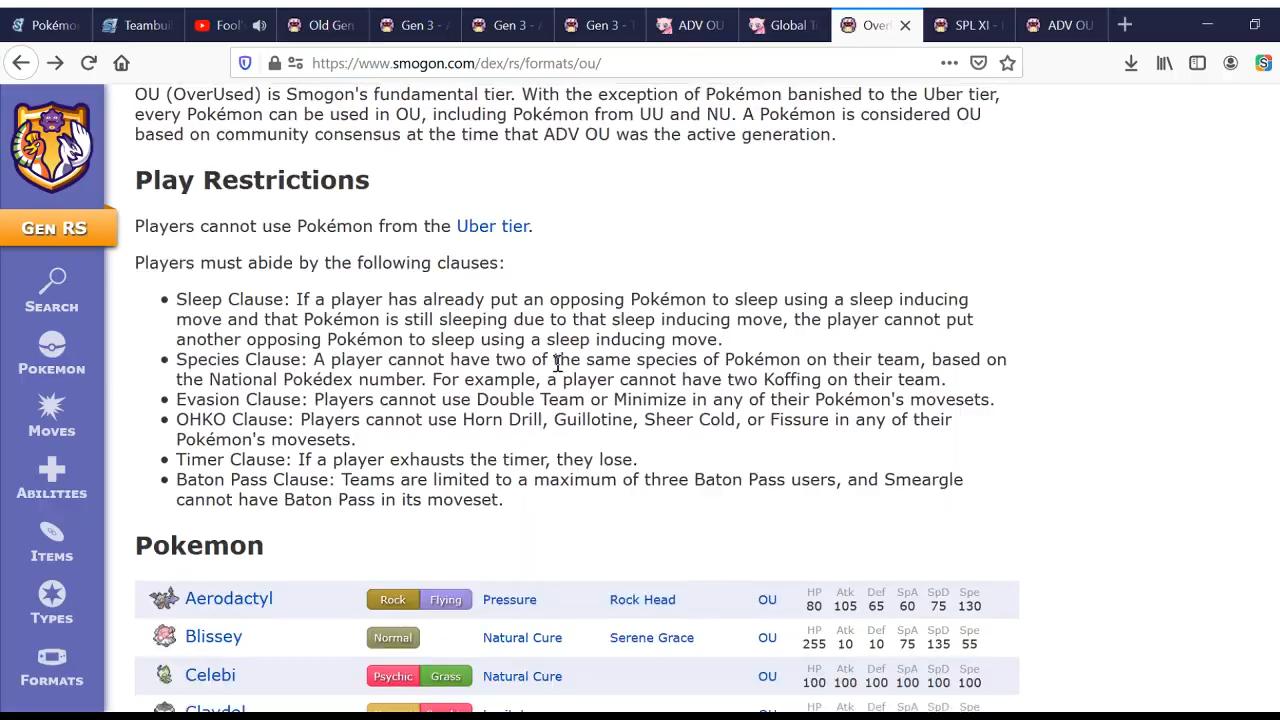 Pokémo
Teambuil
Fool'
Old Gen
Gen 3 -
Gen 3 -
Gen 3 -
ADV OU
Global T
Over
SPL XI -
ADV OU
https://www.smogon.com/dex/rs/formats/ou/
OU (OverUsed) is Smogon's fundamental tier. With the exception of Pokémon banished to the Uber tier,
every Pokémon can be used in OU, including Pokémon from UU and NU. A Pokémon is considered OU
based on community consensus at the time that ADV OU was the active generation.
GEN RS
SEARCH
POKEMON
MOVES
ABILITIES
ITEMS
TYPES
FORMATS
Play Restrictions
Players cannot use Pokémon from the Uber tier.
Players must abide by the following clauses:
• Sleep Clause: If a player has already put an opposing Pokémon to sleep using a sleep inducing
move and that Pokémon is still sleeping due to that sleep inducing move, the player cannot put
another opposing Pokémon to sleep using a sleep inducing move.
• Species Clause: A player cannot have two of the same species of Pokémon on their team, based on
the National Pokédex number. For example, a player cannot have two Koffing on their team.
• Evasion Clause: Players cannot use Double Team or Minimize in any of their Pokémon's movesets.
• OHKO Clause: Players cannot use Horn Drill, Guillotine, Sheer Cold, or Fissure in any of their
Pokémon's movesets.
• Timer Clause: If a player exhausts the timer, they lose.
• Baton Pass Clause: Teams are limited to a maximum of three Baton Pass users, and Smeargle
cannot have Baton Pass in its moveset.
Pokemon
Aerodactyl Rock Flying Pressure Rock Head OU HP 80 Atk 105 Def 65 SpA 60 SpD 75 Spe 130
Blissey Normal Natural Cure Serene Grace OU HP 255 Atk 10 Def 10 SpA 75 SpD 135 Spe 55
Celebi Psychic Grass Natural Cure OU HP 100 Atk 100 Def 100 SpA 100 SpD 100 Spe 100
Claydol